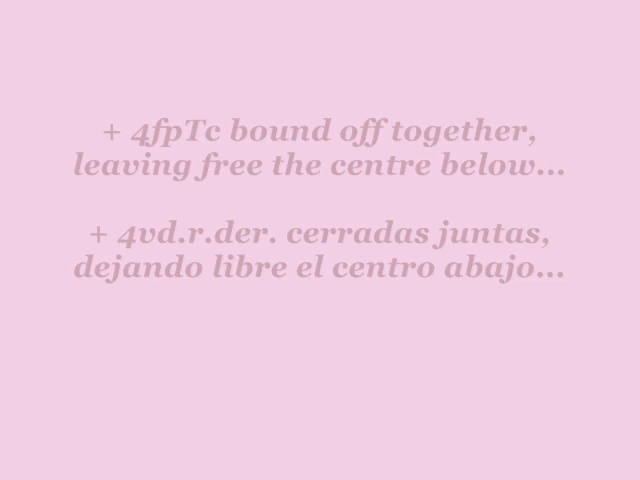 + 4fpTc bound off together,
leaving free the centre below...
+ 4vd.r.der. cerradas juntas,
dejando libre el centro abajo...